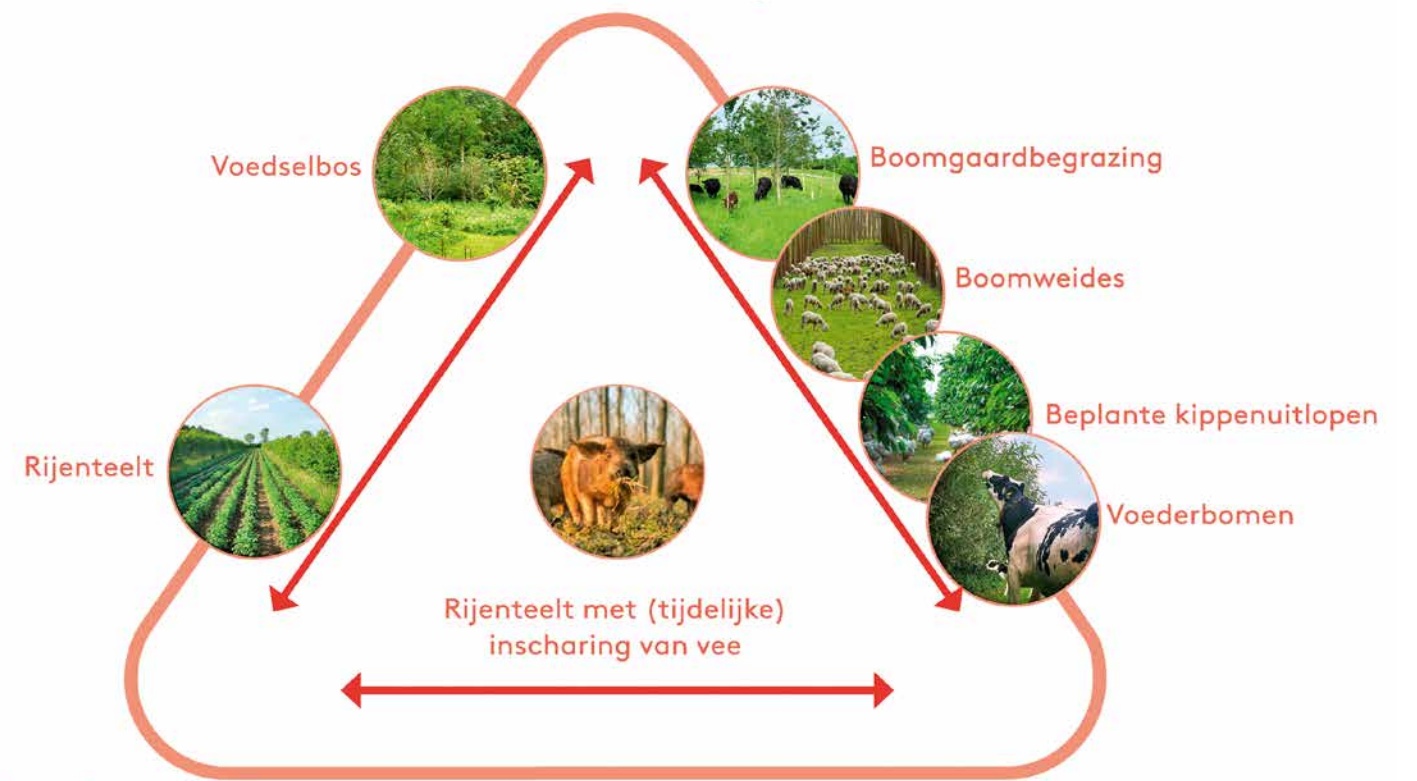 Voedselbos
Boomgaardbegrazing
Boomweides
Beplante kippenuitlopen
Rijenteelt
Voederbomen
Rijenteelt met (tijdelijke)
inscharing van vee